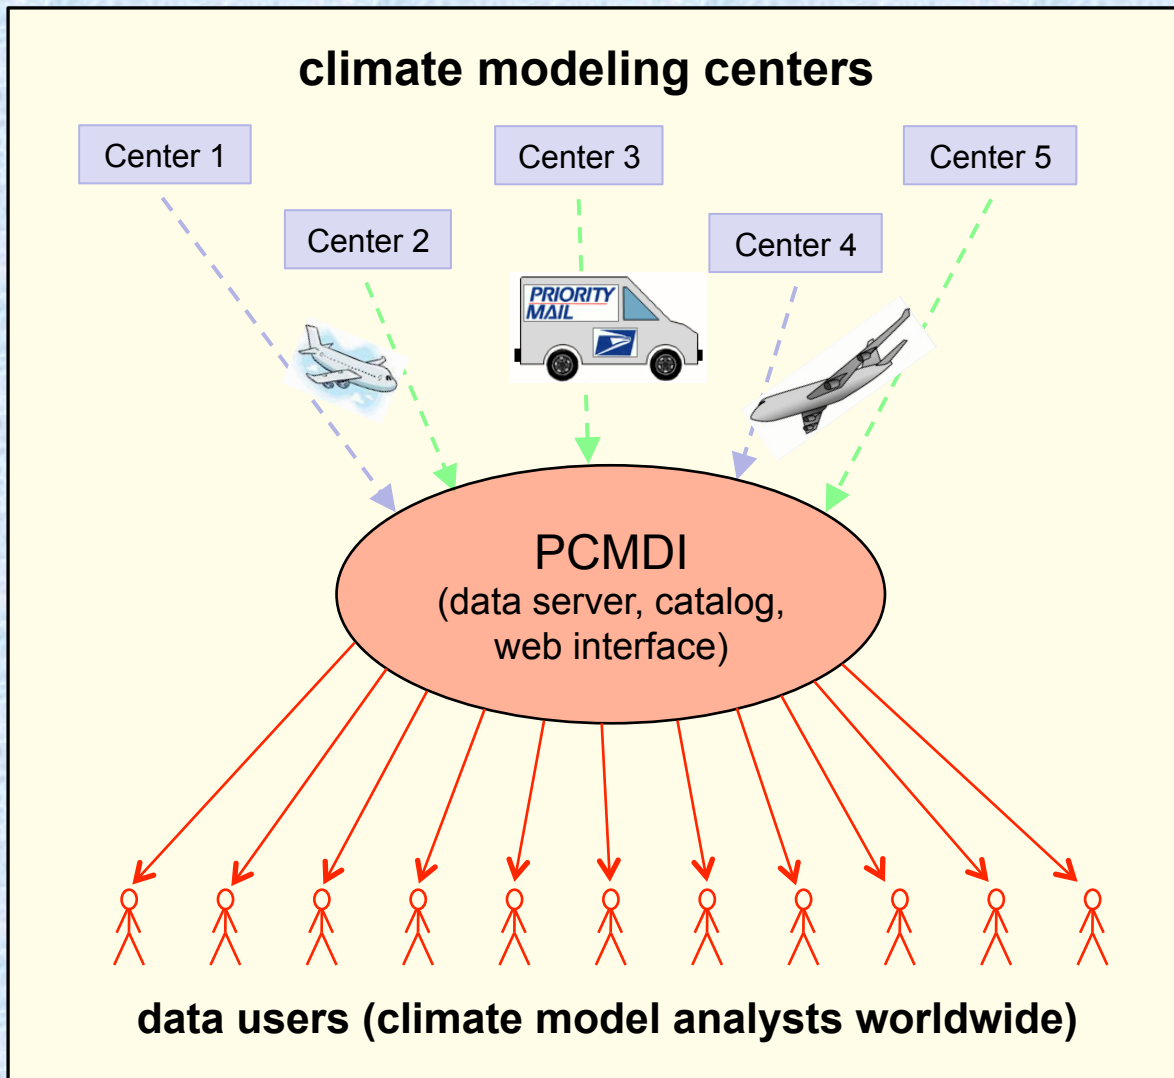 climate modeling centers
Center 1
Center 3
Center 5
Center 2
Center 4
PRIORITY
MAIL
PCMDI
(data server, catalog,
web interface)
data users (climate model analysts worldwide)